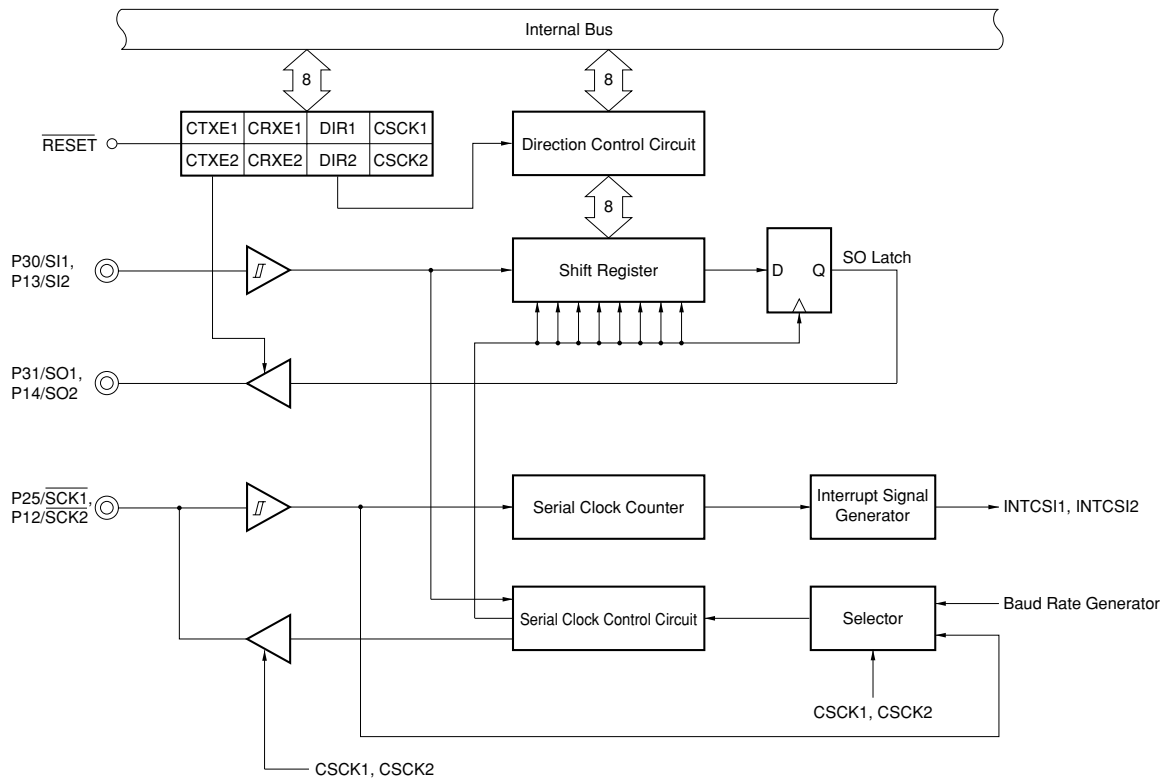 Internal Bus
8
8
RESET
CTXE1 CRXE1 DIR1 CSCK1
CTXE2 CRXE2 DIR2 CSCK2
Direction Control Circuit
8
P30/SI1,
P13/SI2
Shift Register
D Q
SO Latch
P31/SO1,
P14/SO2
P25/SCK1,
P12/SCK2
Serial Clock Counter
Interrupt Signal
Generator
INTCSI1, INTCSI2
Serial Clock Control Circuit
Selector
Baud Rate Generator
CSCK1, CSCK2
CSCK1, CSCK2